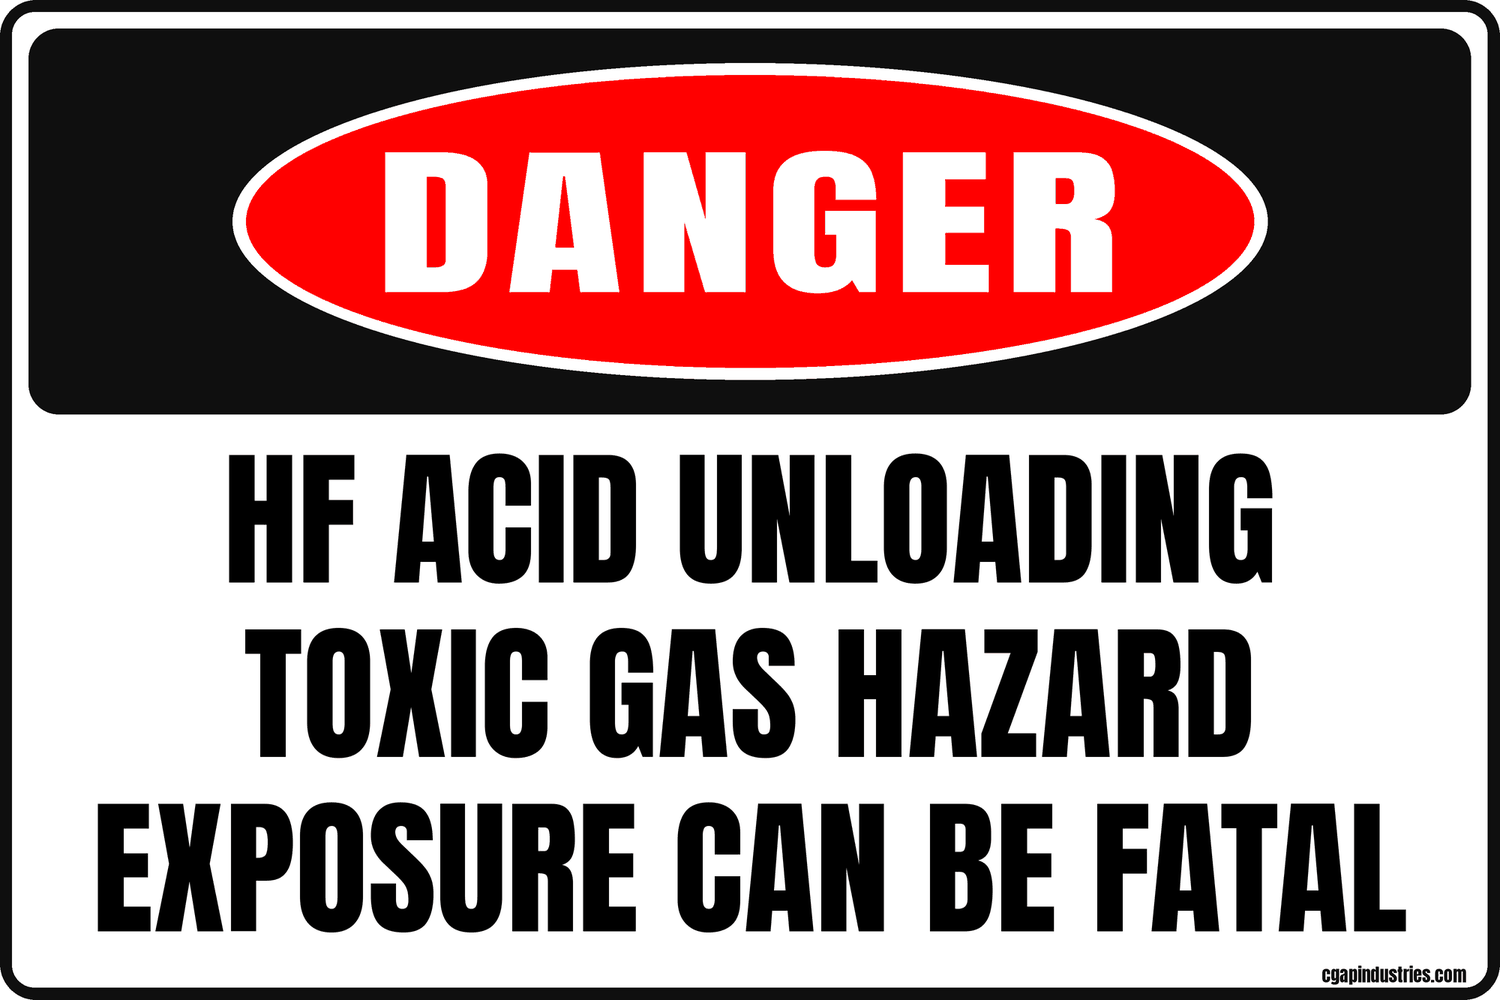 DANGER
HF ACID UNLOADING
TOXIC GAS HAZARD
EXPOSURE CAN BE FATAL
cgapindustries.com